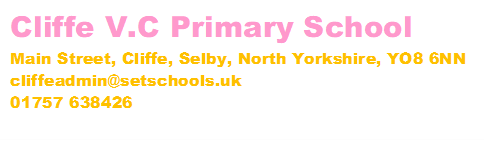 Cliffe V.C Primary School
Main Street, Cliffe, Selby, North Yorkshire, YO8 6NN
cliffeadmin@setschools.uk
01757 638426